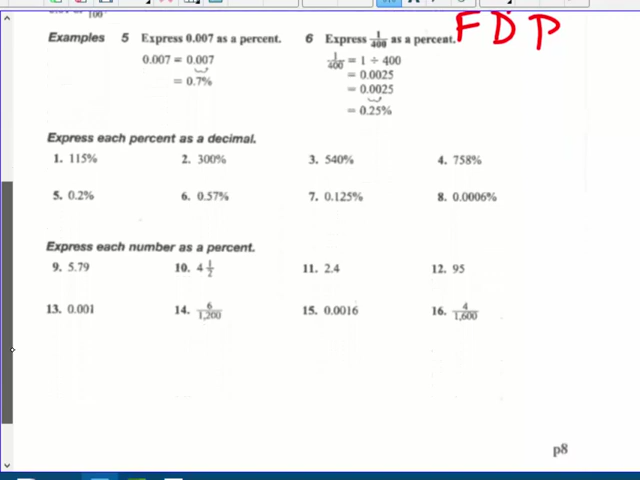 100
FDP
Examples 5 Express 0.007 as a percent. 6 Express 1/400 as a percent.
0.007 = 0.007 1/400 = 1 ÷ 400
= 0.7% = 0.0025
= 0.0025
= 0.25%
Express each percent as a decimal.
1. 115% 2. 300% 3. 540% 4. 758%
5. 0.2% 6. 0.57% 7. 0.125% 8. 0.0006%
Express each number as a percent.
9. 5.79 10. 4 1/2 11. 2.4 12. 95
13. 0.001 14. 6/1,200 15. 0.0016 16. 4/1,600
p8